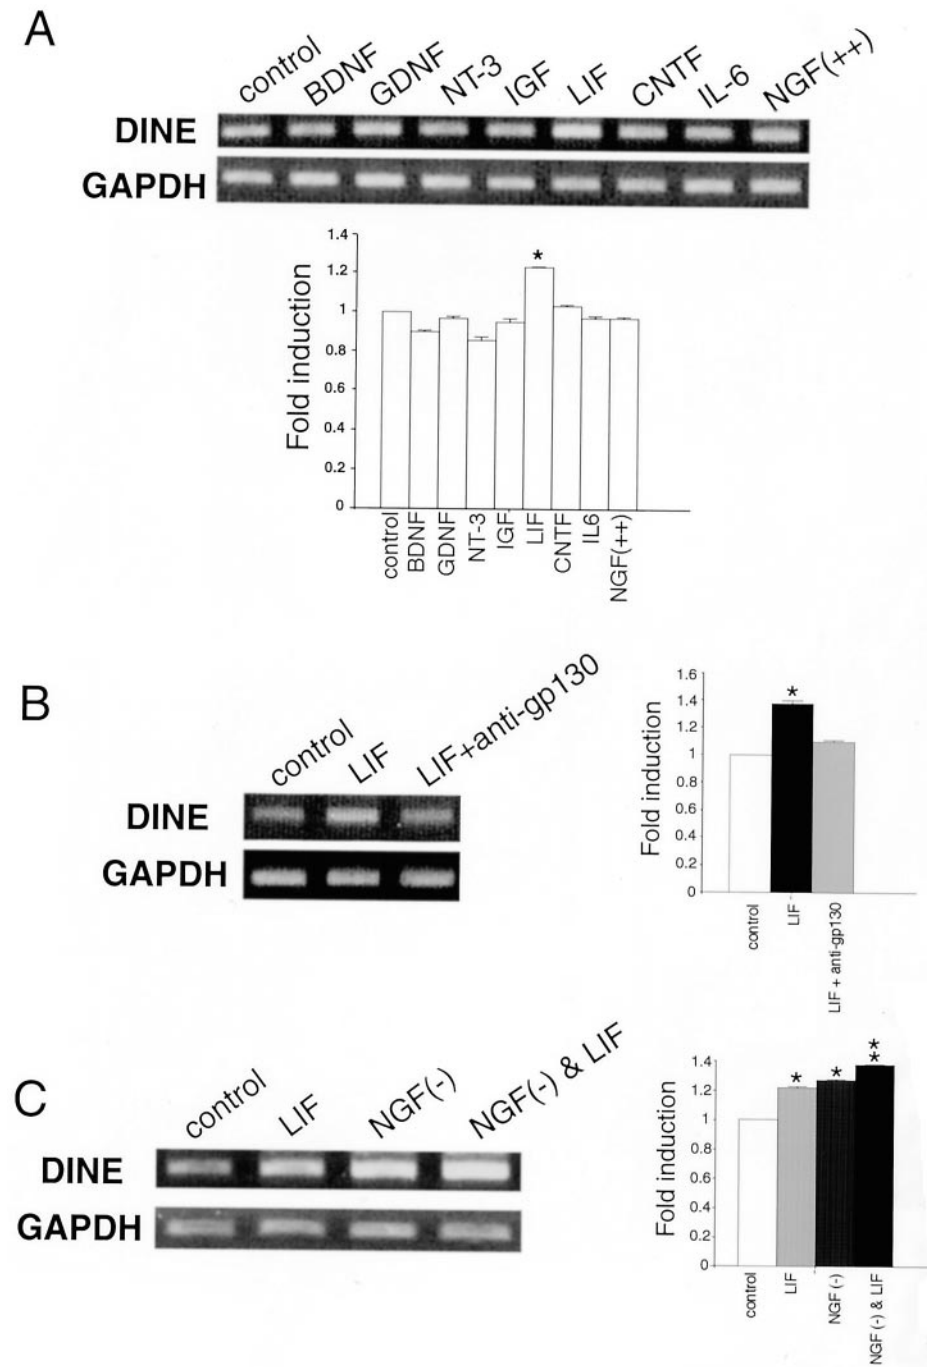 A
control BDNF GDNF NT-3 IGF LIF CNTF IL-6 NGF(++)
DINE
GAPDH
1.4
*
1.2
1
0.8
0.6
0.4
0.2
0
Fold induction
control BDNF GDNF NT-3 IGF LIF CNTF IL6 NGF(++)
B
control LIF LIF+anti-gp130
DINE
GAPDH
1.6
1.4
*
1.2
1
0.8
0.6
0.4
0.2
0
Fold induction
control LIF LIF + anti-gp130
C
control LIF NGF(-) NGF(-) & LIF
DINE
GAPDH
1.4
* * **
1.2
1
0.8
0.6
0.4
0.2
0
Fold induction
control LIF NGF (-) NGF (-) & LIF